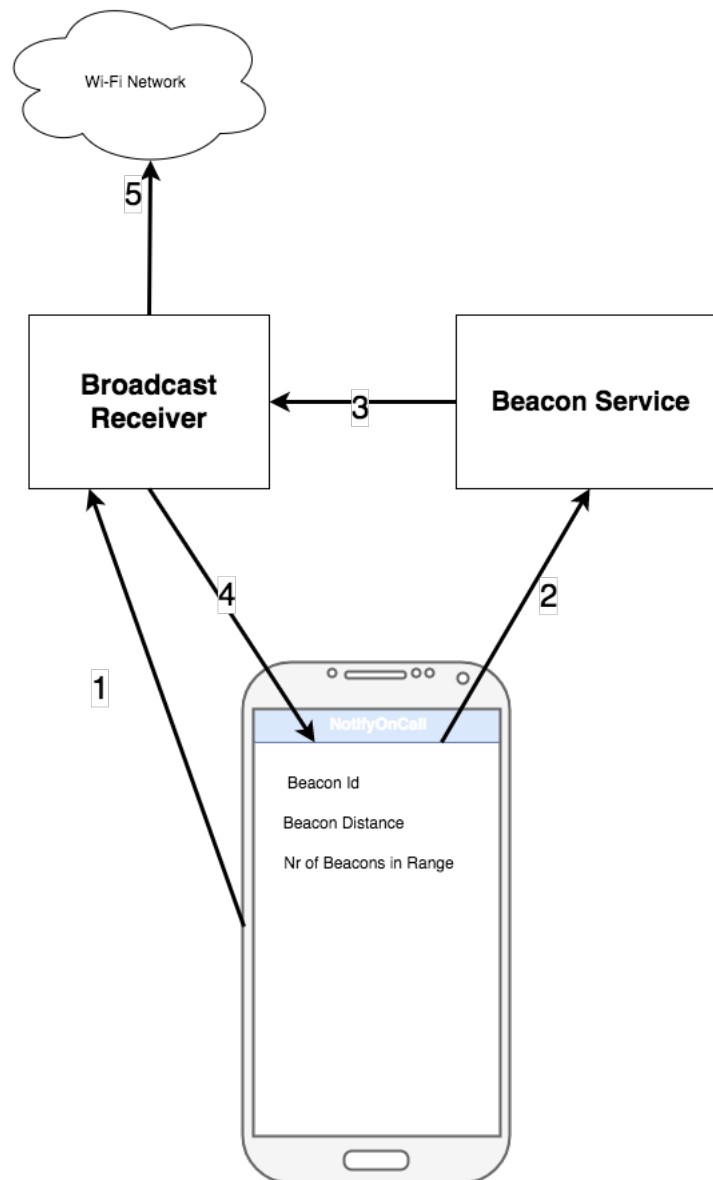 Wi-Fi Network
5
Broadcast
Receiver
3
Beacon Service
4
2
1
NotifyOnCall
Beacon Id
Beacon Distance
Nr of Beacons in Range